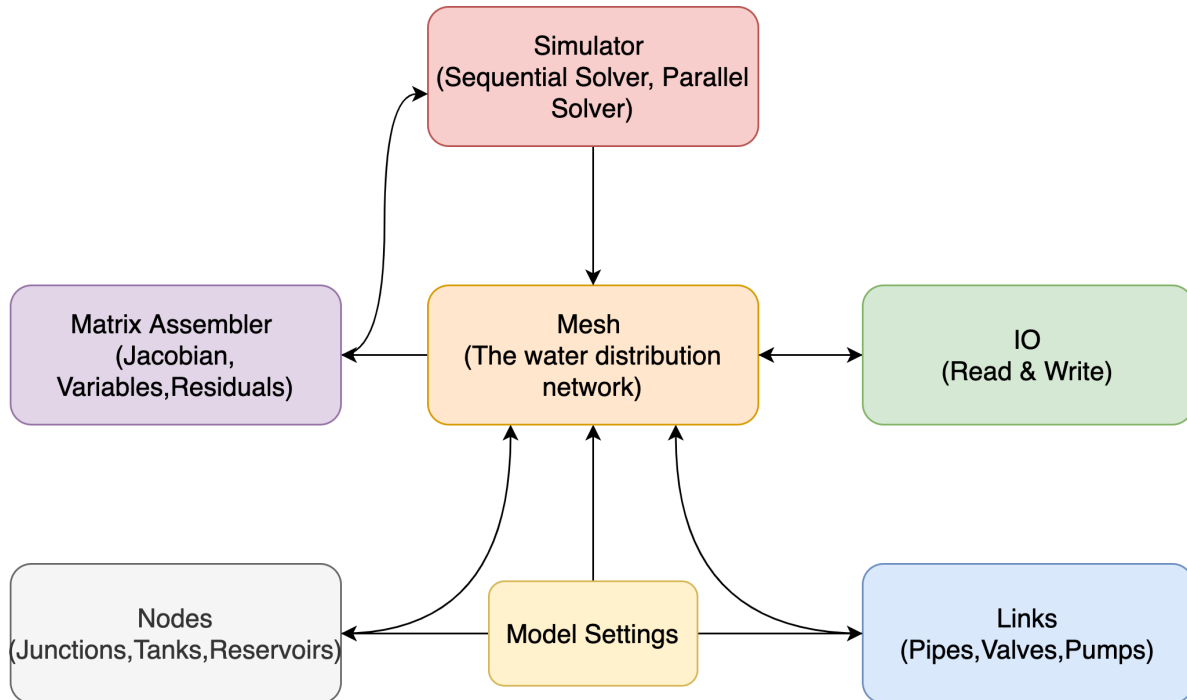 Simulator
(Sequential Solver, Parallel
Solver)
Matrix Assembler
(Jacobian,
Variables,Residuals)
Mesh
(The water distribution
network)
IO
(Read & Write)
Nodes
(Junctions,Tanks,Reservoirs)
Model Settings
Links
(Pipes,Valves,Pumps)